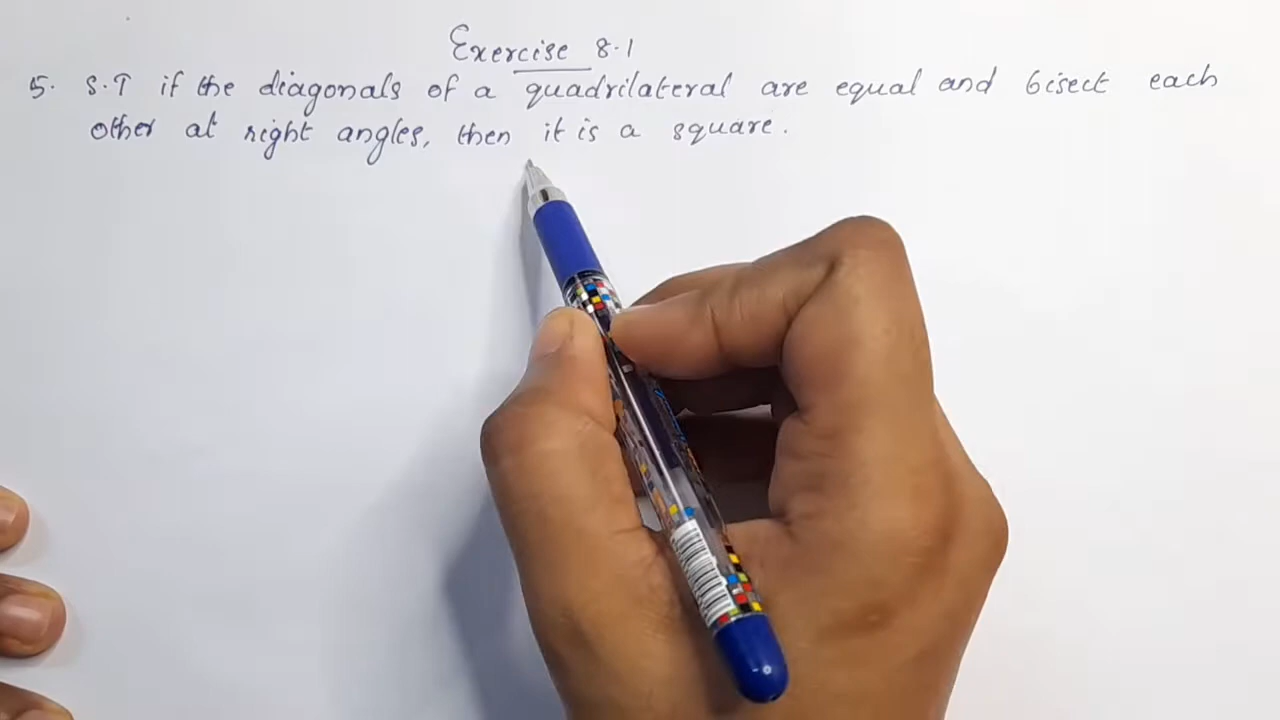 Exercise 8.1
5. S.T if the diagonals of a quadrilateral are equal and bisect each
other at right angles, then it is a square.